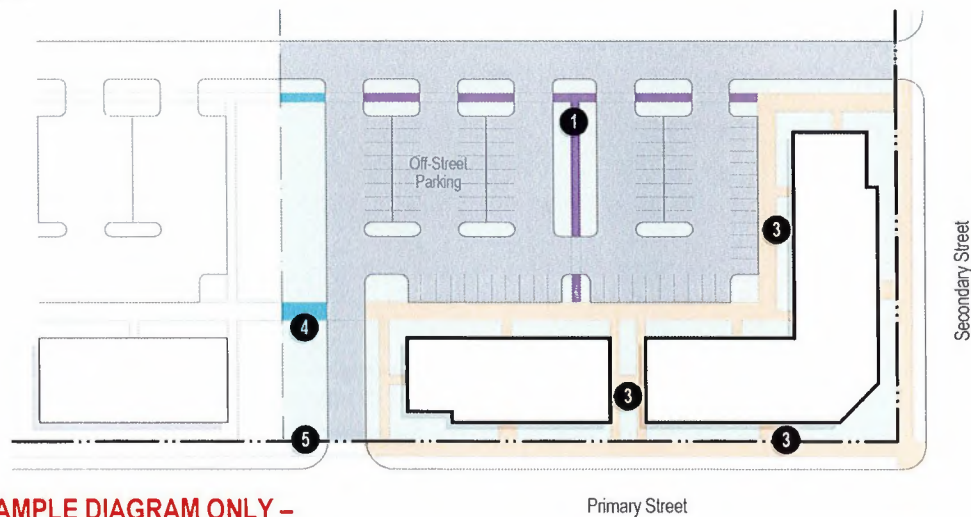 1
Off-Street
Parking
3
Secondary Street
4
3
5
3
AMPLE DIAGRAM ONLY –
Primary Street